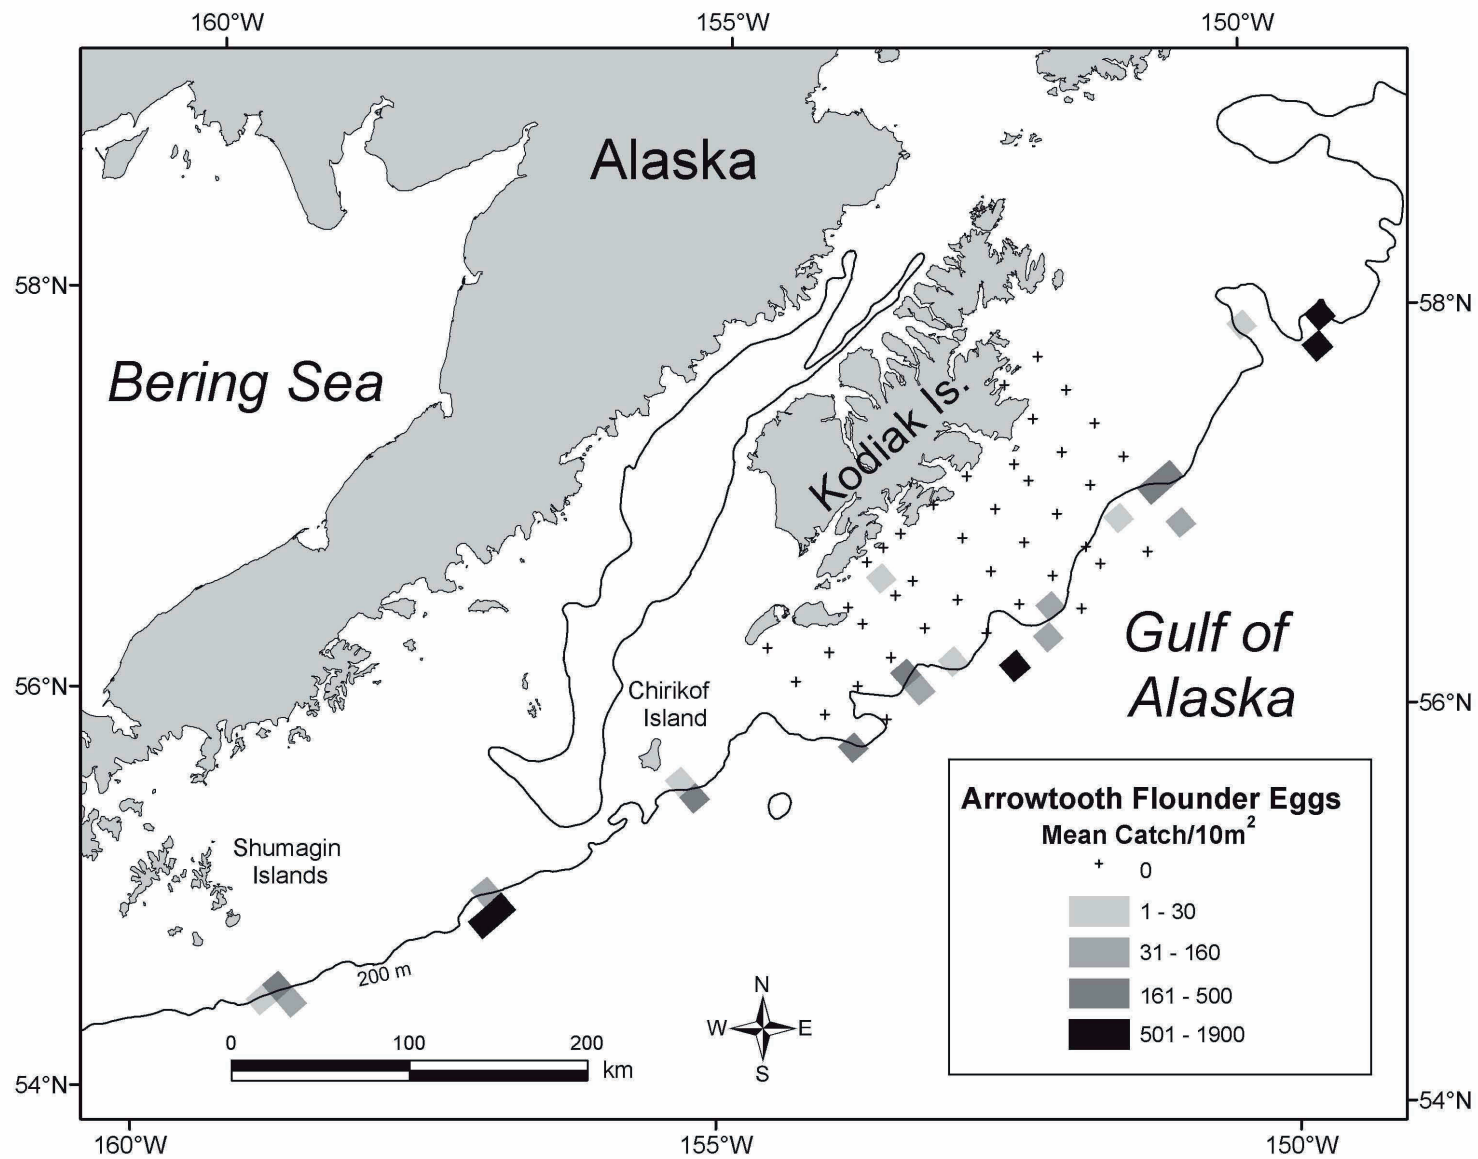 160°W 155°W 150°W
Alaska
58°N 58°N
Bering Sea
Kodiak Is.
Gulf of
Alaska
56°N 56°N
Chirikof
Island
Shumagin
Islands
200 m
Arrowtooth Flounder Eggs
Mean Catch/10m²
+ 0
1 - 30
31 - 160
161 - 500
501 - 1900
N
W E
S
0 100 200
km
54°N 54°N
160°W 155°W 150°W